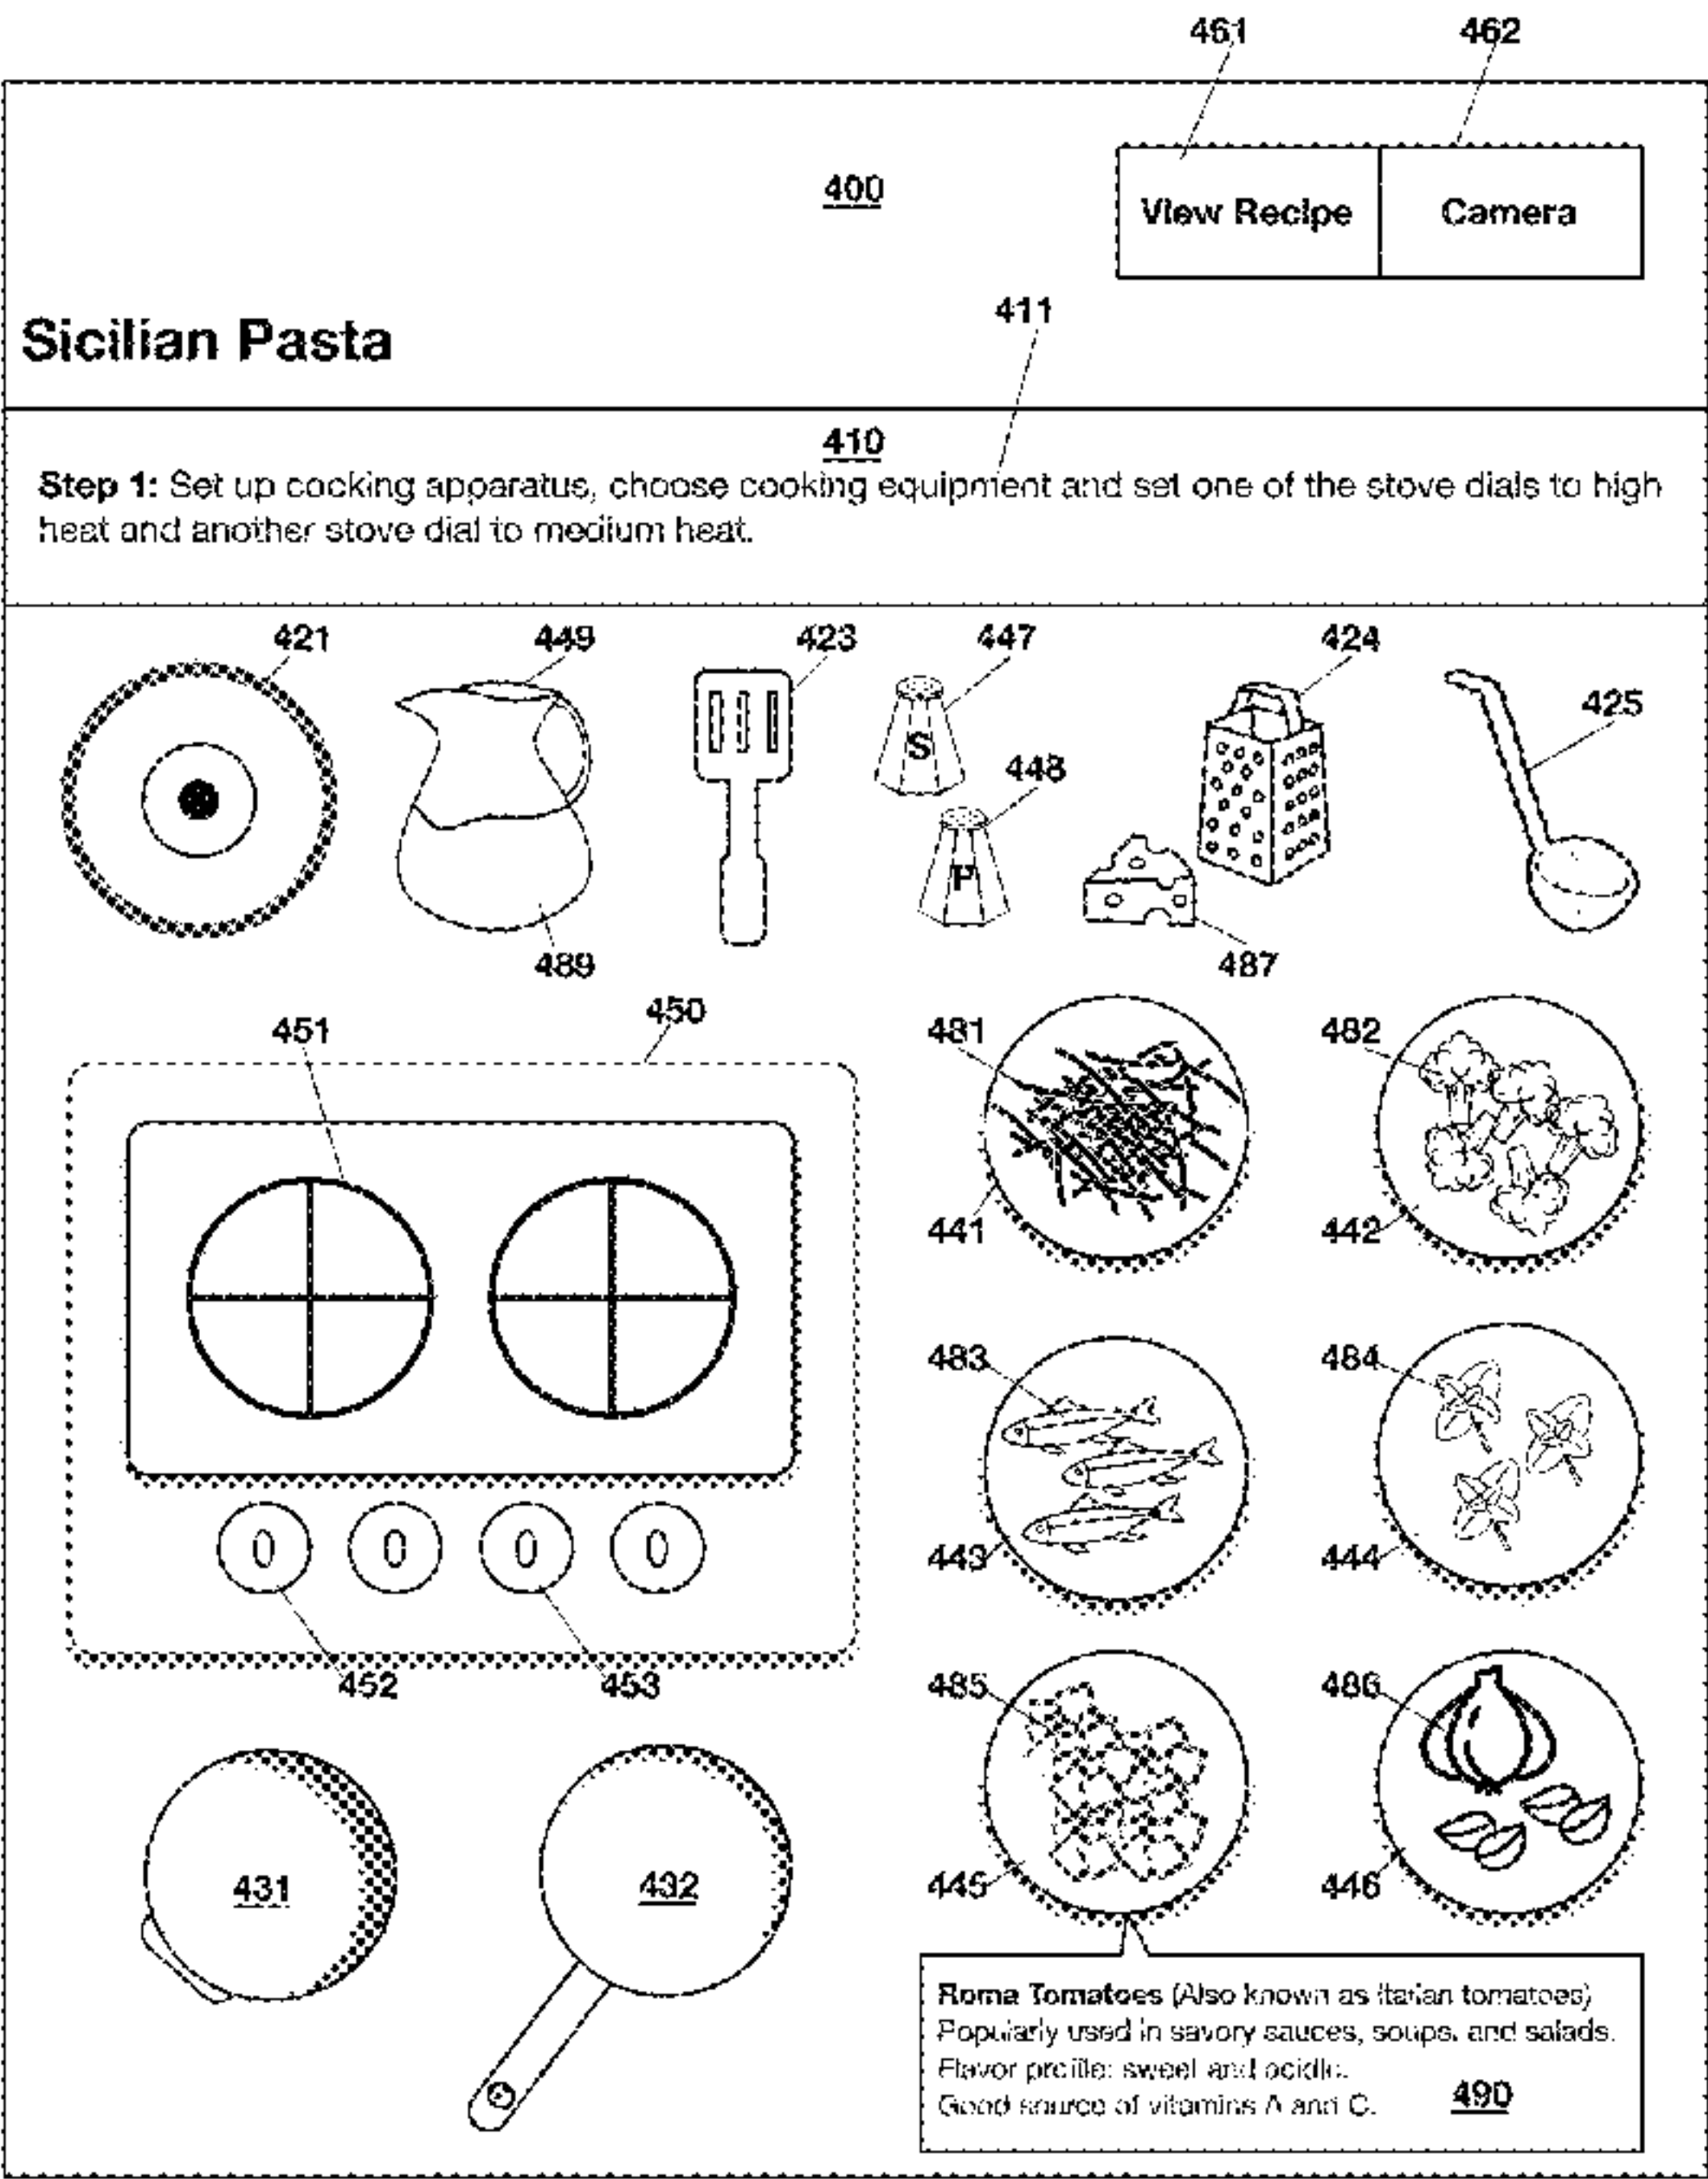 461 462
400
View Recipe Camera
411
Sicilian Pasta
410
Step 1: Set up cooking apparatus, choose cooking equipment and set one of the stove dials to high
heat and another stove dial to medium heat.
421 449 423 447 424
425
S
448
P
489 487
450
451 481 482
441 442
483 484
0 0 0 0
443 444
452 453 485 486
431 432 445 446
Roma Tomatoes (Also known as Italian tomatoes)
Popularly used in savory sauces, soups, and salads.
Flavor profile: sweet and acidic.
Good source of vitamins A and C. 490